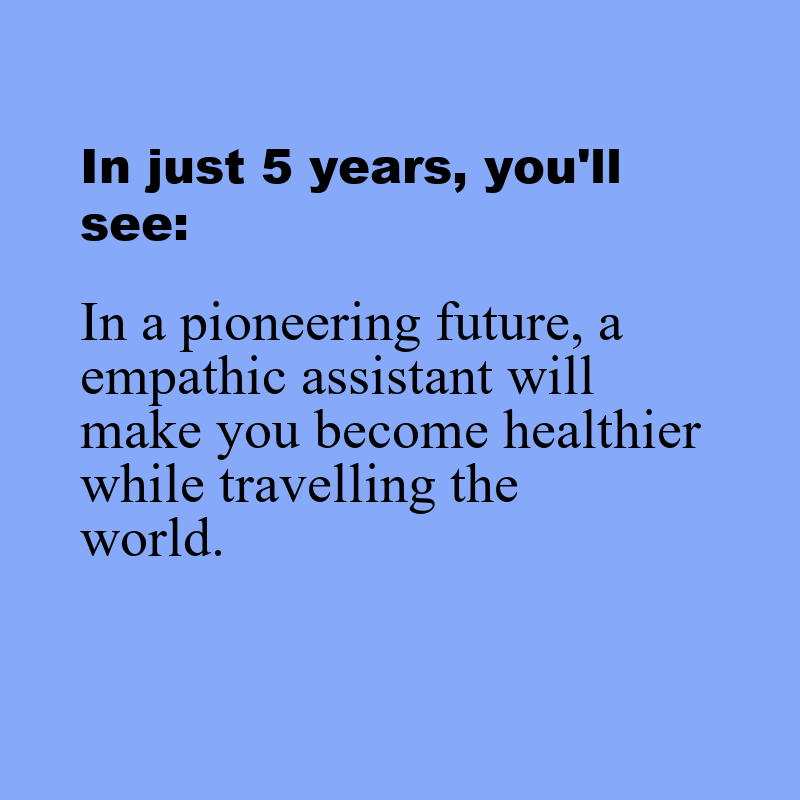 In just 5 years, you'll
see:
In a pioneering future, a
empathic assistant will
make you become healthier
while travelling the
world.